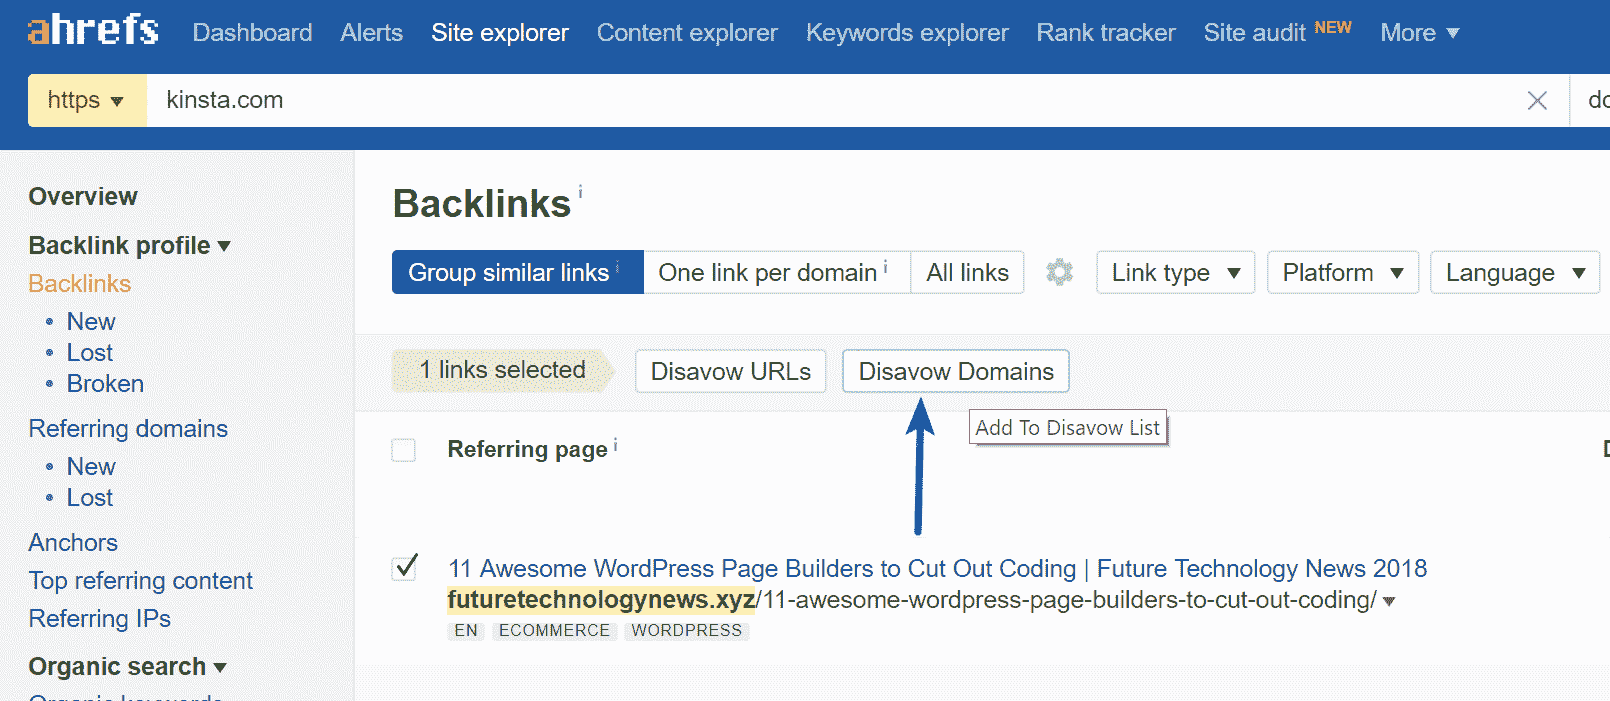 ahrefs Dashboard Alerts Site explorer Content explorer Keywords explorer Rank tracker Site audit NEW More
https kinsta.com
Overview
Backlink profile
Backlinks
New
Lost
Broken
Referring domains
New
Lost
Anchors
Top referring content
Referring IPs
Organic search
Organic keywords
Backlinks i
Group similar links i One link per domain i All links Link type Platform Language
1 links selected Disavow URLs Disavow Domains
Add To Disavow List
Referring page i
11 Awesome WordPress Page Builders to Cut Out Coding | Future Technology News 2018
futuretechnologynews.xyz/11-awesome-wordpress-page-builders-to-cut-out-coding/
EN ECOMMERCE WORDPRESS